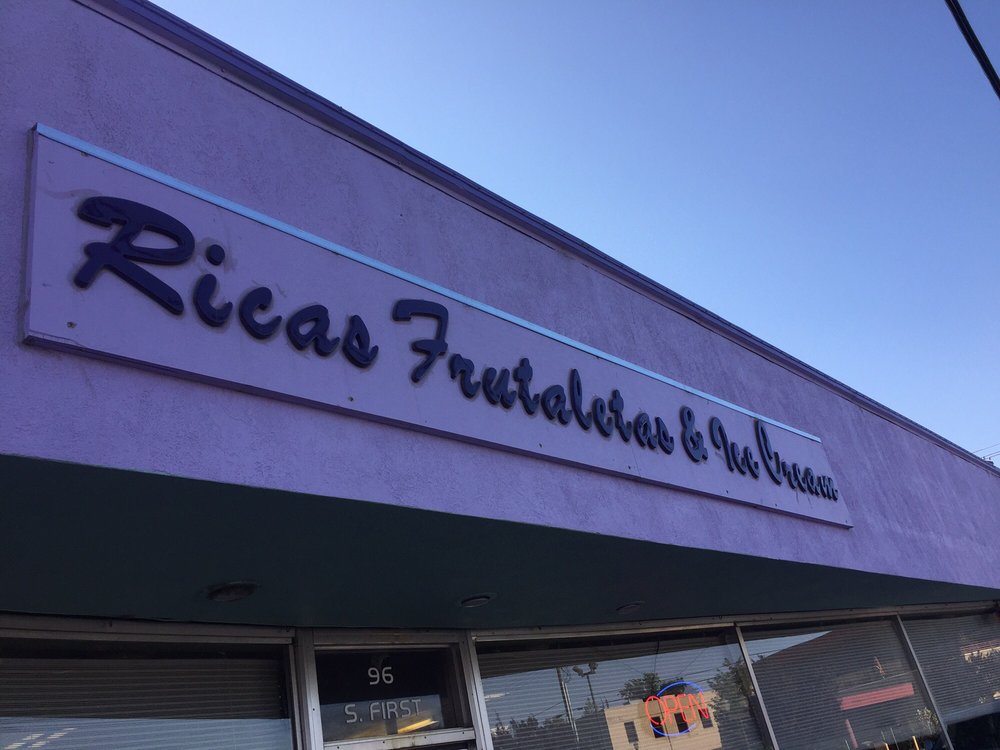 Ricas Frutaletas & Ice Cream
96
S. FIRST
OPEN